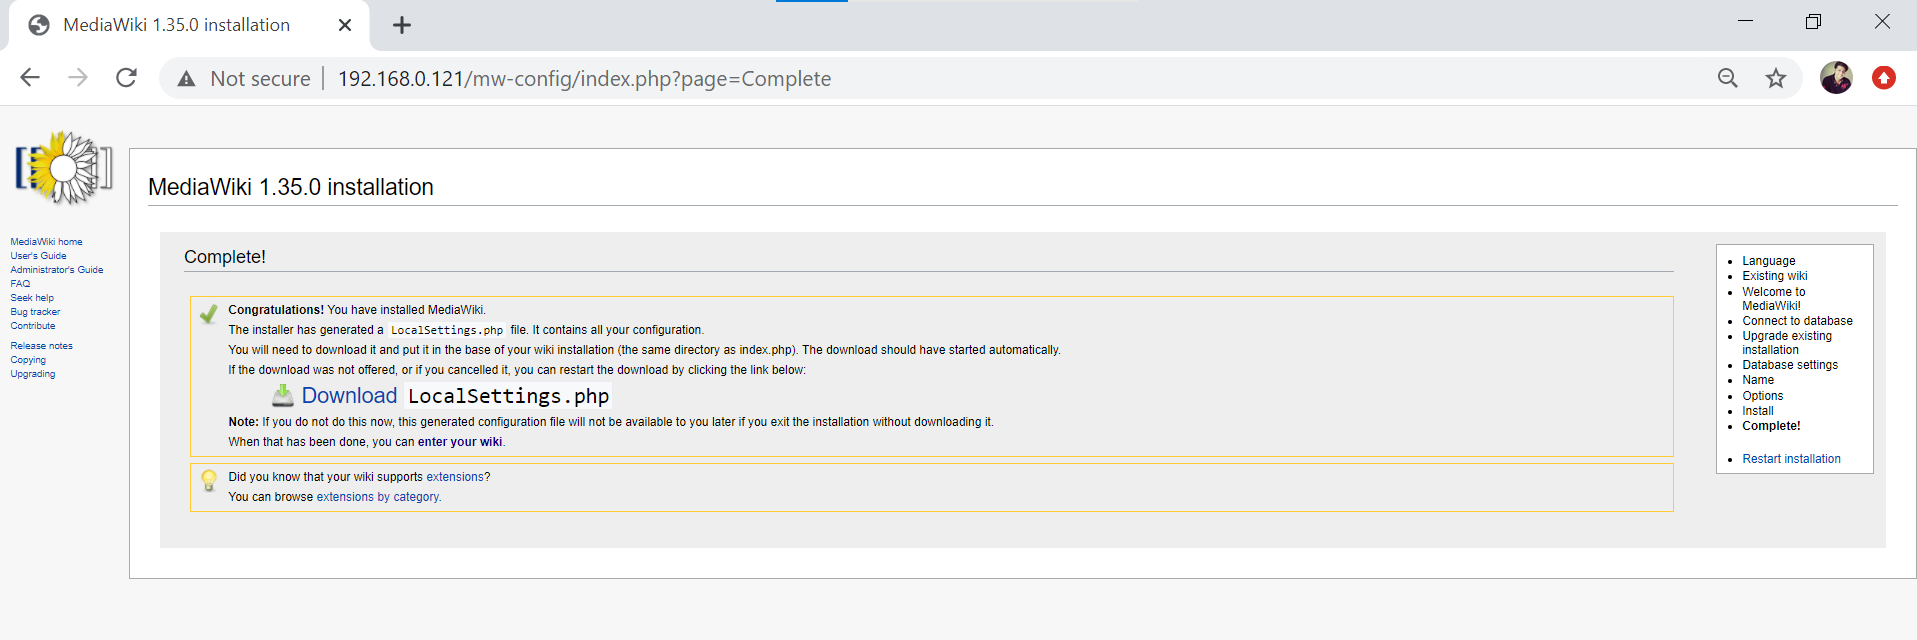 MediaWiki 1.35.0 installation
Not secure
192.168.0.121/mw-config/index.php?page=Complete
MediaWiki home
User's Guide
Administrator's Guide
FAQ
Seek help
Bug tracker
Contribute
Release notes
Copying
Upgrading
MediaWiki 1.35.0 installation
Complete!
Congratulations! You have installed MediaWiki.
The installer has generated a LocalSettings.php file. It contains all your configuration.
You will need to download it and put it in the base of your wiki installation (the same directory as index.php). The download should have started automatically.
If the download was not offered, or if you cancelled it, you can restart the download by clicking the link below:
Download LocalSettings.php
Note: If you do not do this now, this generated configuration file will not be available to you later if you exit the installation without downloading it.
When that has been done, you can enter your wiki.
Did you know that your wiki supports extensions?
You can browse extensions by category.
Language
Existing wiki
Welcome to
MediaWiki!
Connect to database
Upgrade existing
installation
Database settings
Name
Options
Install
Complete!
Restart installation